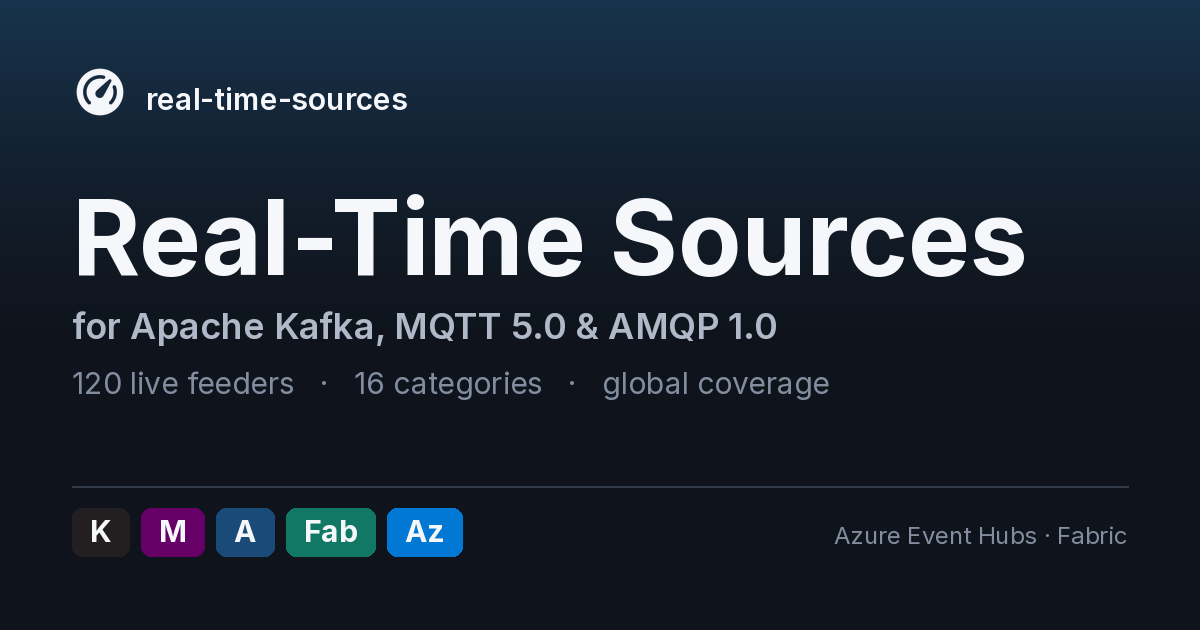 real-time-sources
Real-Time Sources
for Apache Kafka, MQTT 5.0 & AMQP 1.0
120 live feeders · 16 categories · global coverage
K M A Fab Az
Azure Event Hubs · Fabric